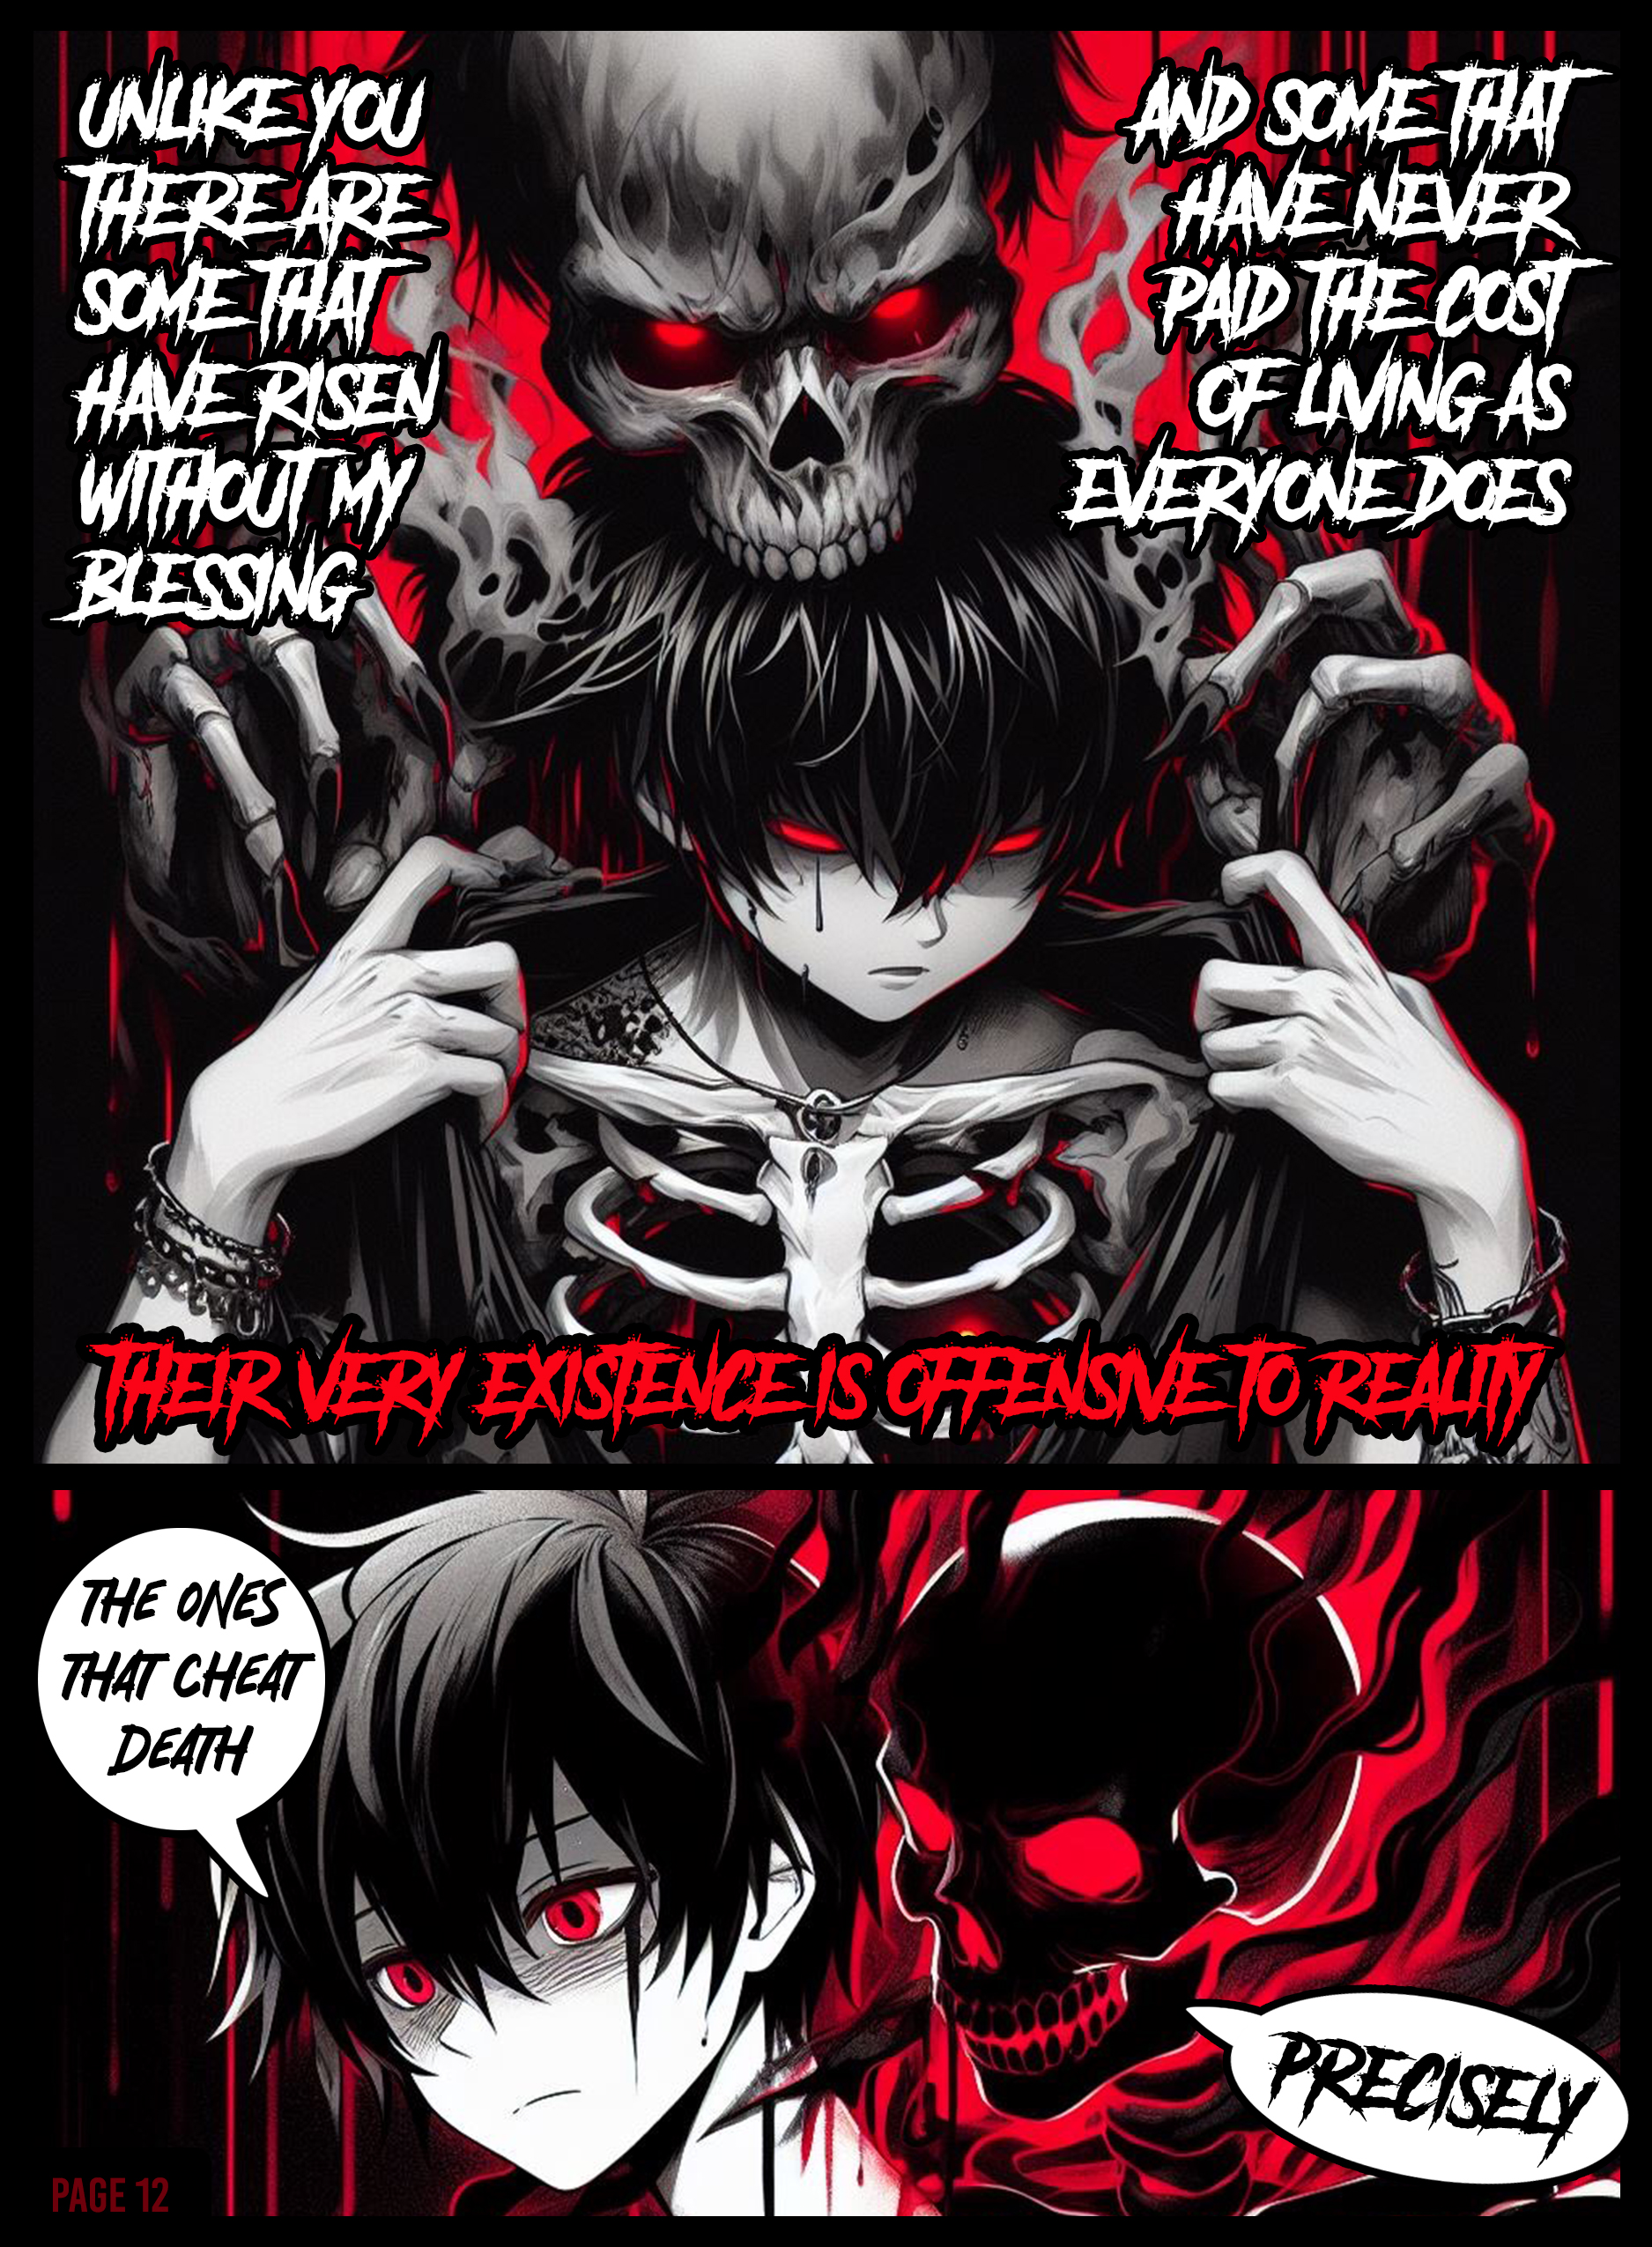 UNLIKE YOU
THERE ARE
SOME THAT
HAVE RISEN
WITHOUT MY
BLESSING
AND SOME THAT
HAVE NEVER
PAID THE COST
OF LIVING AS
EVERYONE DOES
THEIR VERY EXISTENCE IS OFFENSIVE TO REALITY
THE ONES
THAT CHEAT
DEATH
PRECISELY
PAGE 12